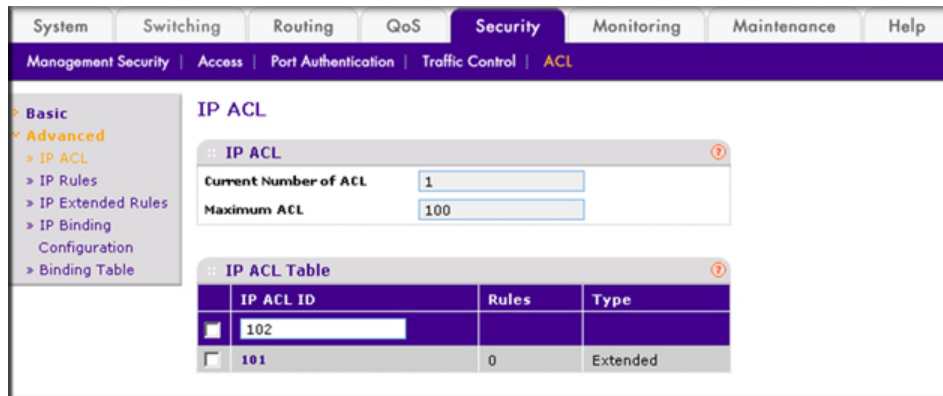 System Switching Routing QoS Security Monitoring Maintenance Help
Management Security | Access | Port Authentication | Traffic Control | ACL
Basic
Advanced
» IP ACL
» IP Rules
» IP Extended Rules
» IP Binding
Configuration
» Binding Table
IP ACL
IP ACL ?
Current Number of ACL 1
Maximum ACL 100
IP ACL Table ?
IP ACL ID Rules Type
102
101 0 Extended